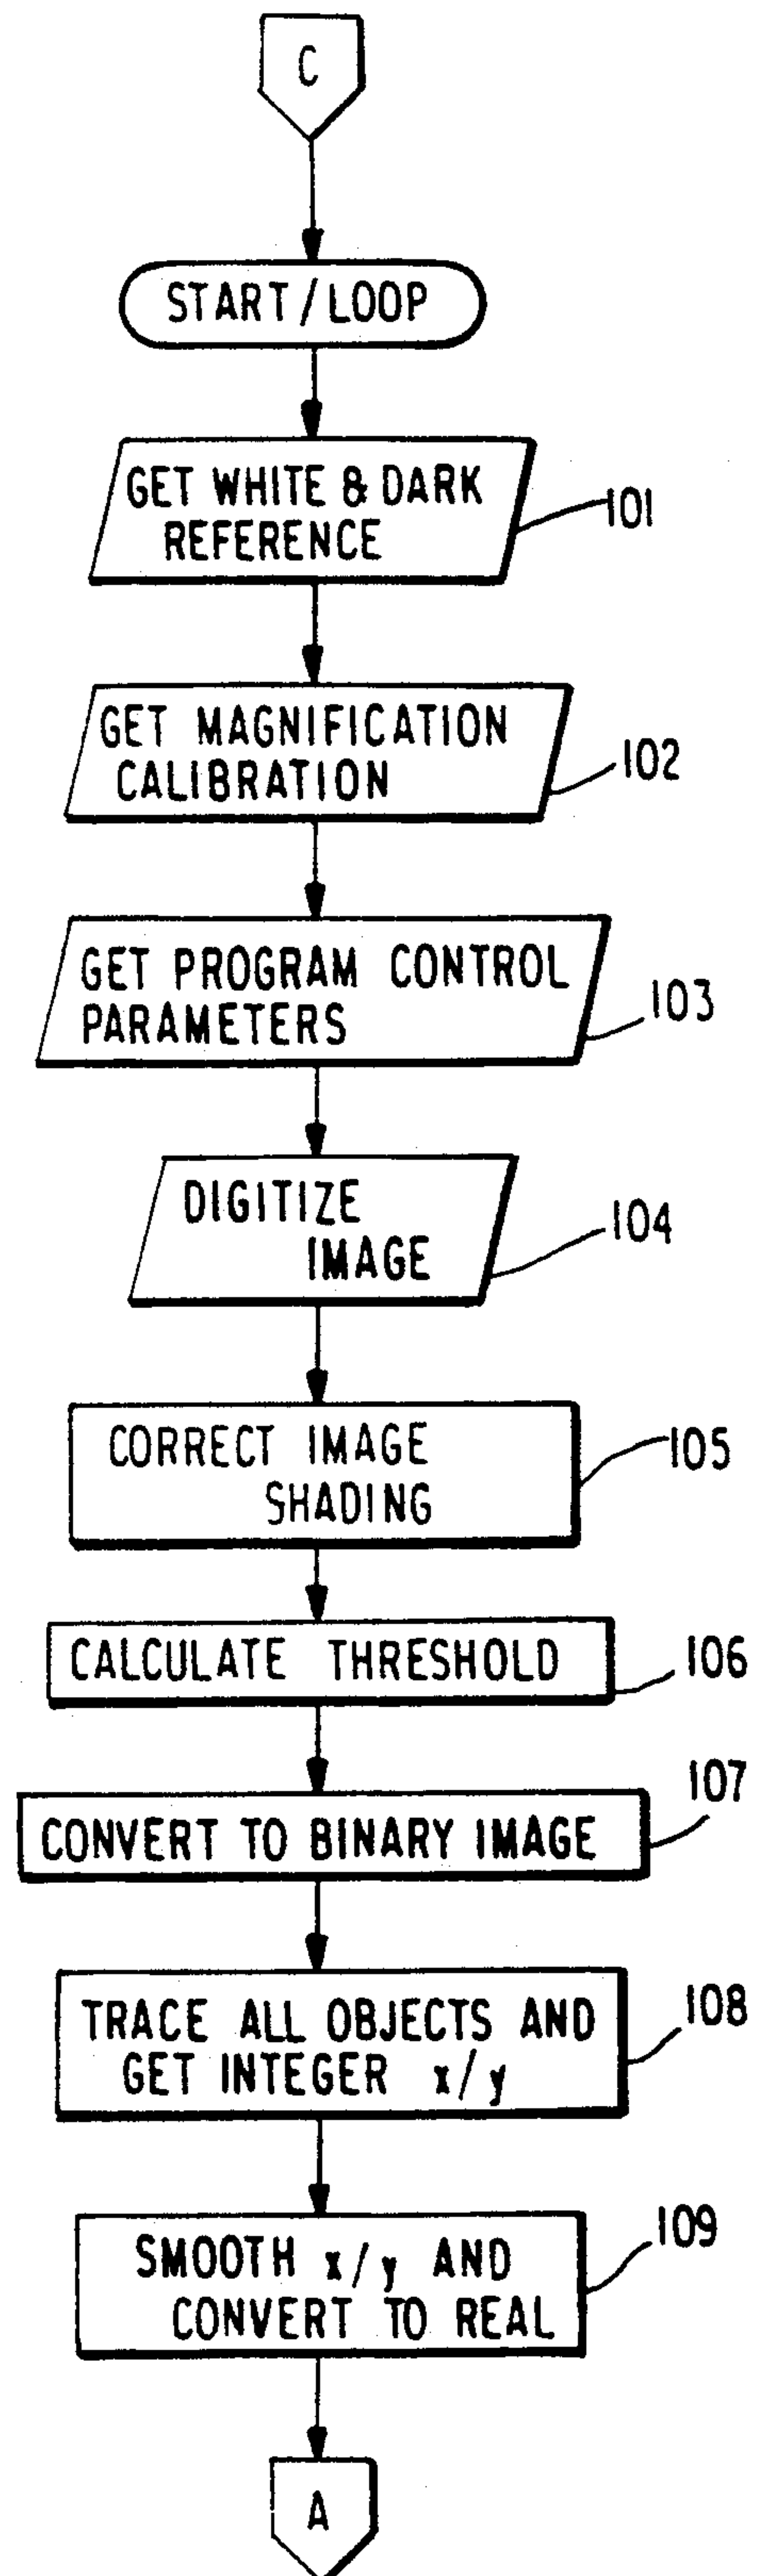 C
START/LOOP
GET WHITE & DARK
REFERENCE
101
GET MAGNIFICATION
CALIBRATION
102
GET PROGRAM CONTROL
PARAMETERS
103
DIGITIZE
IMAGE
104
CORRECT IMAGE
SHADING
105
CALCULATE THRESHOLD
106
CONVERT TO BINARY IMAGE
107
TRACE ALL OBJECTS AND
GET INTEGER x/y
108
SMOOTH x/y AND
CONVERT TO REAL
109
A